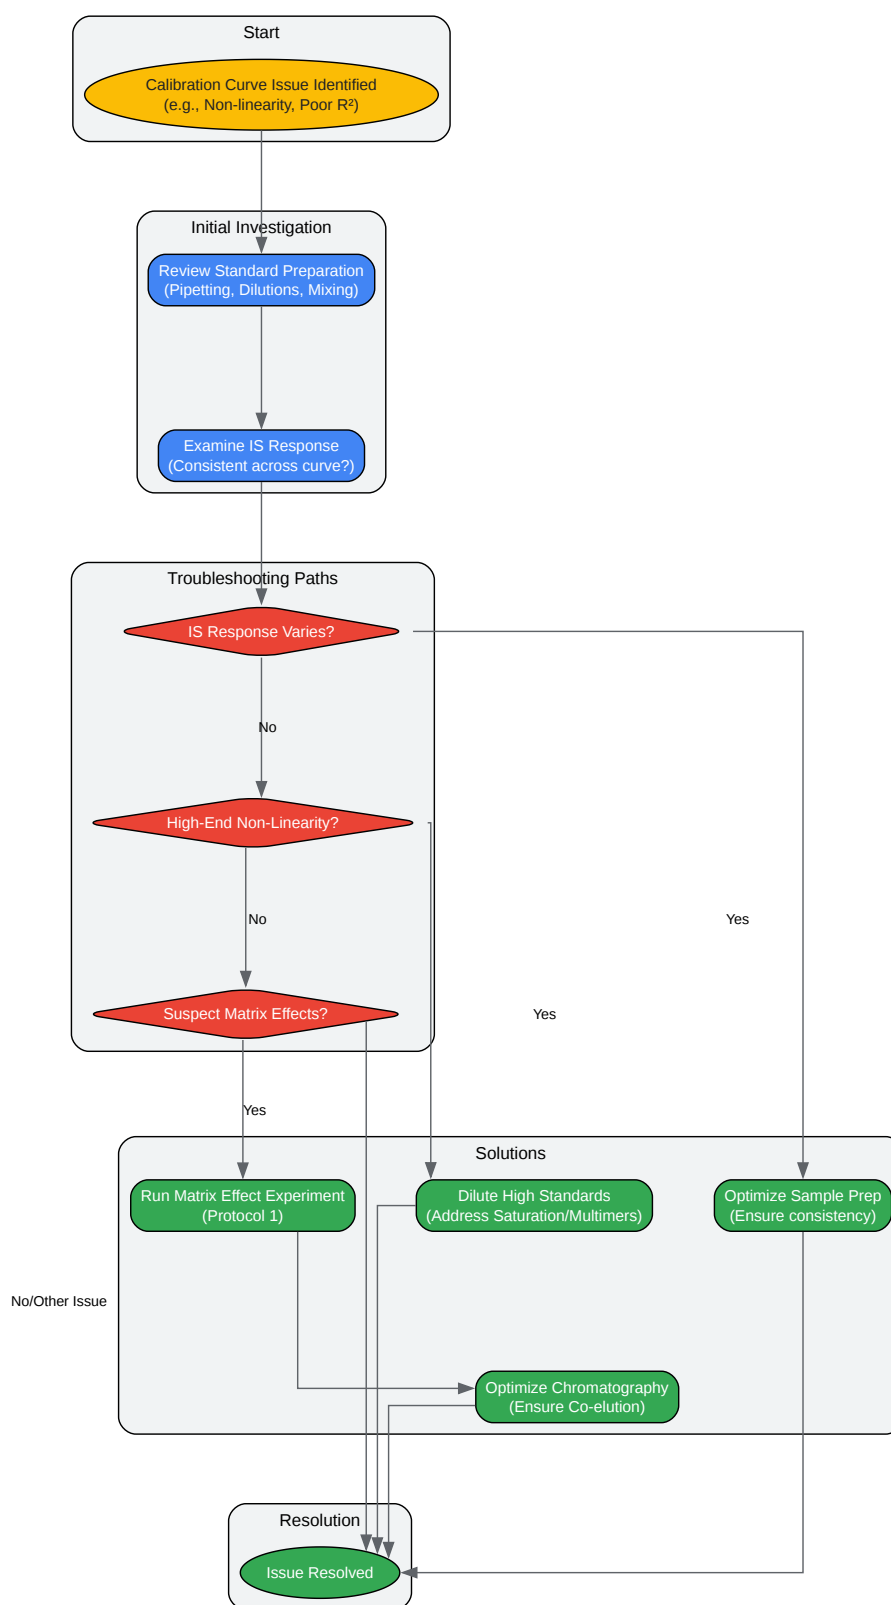 Start
Calibration Curve Issue Identified
(e.g., Non-linearity, Poor R²)
Initial Investigation
Review Standard Preparation
(Pipetting, Dilutions, Mixing)
Examine IS Response
(Consistent across curve?)
Troubleshooting Paths
IS Response Varies?
No
High-End Non-Linearity?
No
Yes
Suspect Matrix Effects?
Yes
Yes
Solutions
Run Matrix Effect Experiment
(Protocol 1)
Dilute High Standards
(Address Saturation/Multimers)
Optimize Sample Prep
(Ensure consistency)
No/Other Issue
Optimize Chromatography
(Ensure Co-elution)
Resolution
Issue Resolved